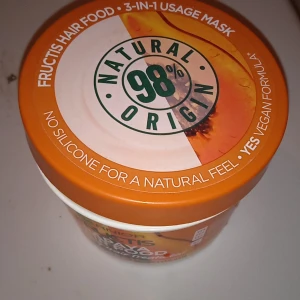 FRUCTIS HAIR FOOD • 3-IN-1 USAGE MASK
NATURAL
98%
ORIGIN
NO SILICONE FOR A NATURAL FEEL • YES VEGAN FORMULA*